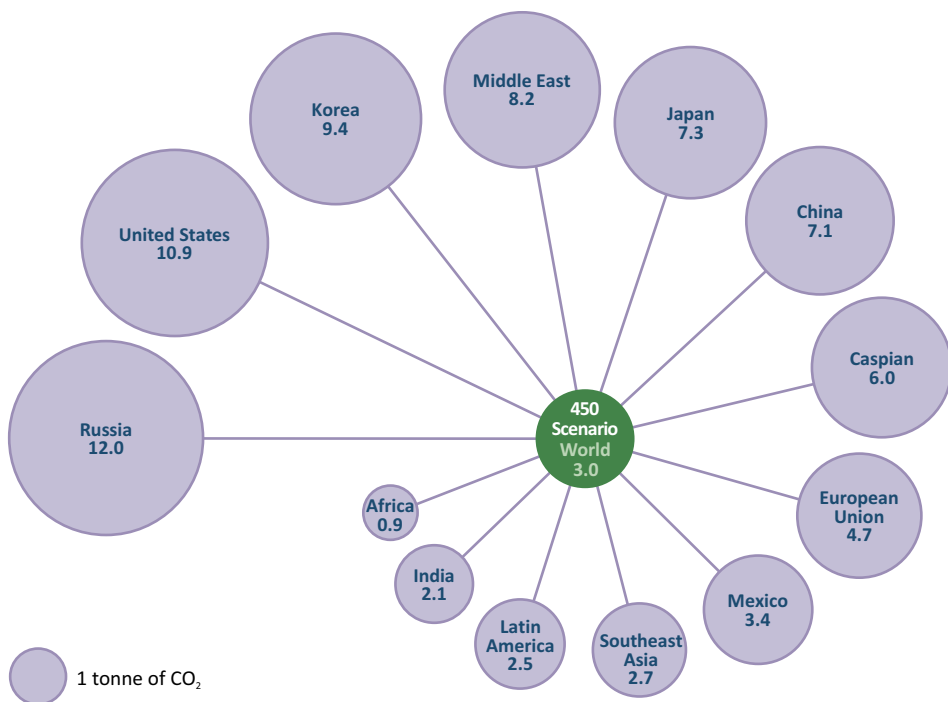 Middle East
8.2
Korea
9.4
Japan
7.3
China
7.1
United States
10.9
Caspian
6.0
450
Scenario
World
3.0
Russia
12.0
European
Union
4.7
Africa
0.9
India
2.1
Mexico
3.4
Latin
America
2.5
Southeast
Asia
2.7
1 tonne of CO₂